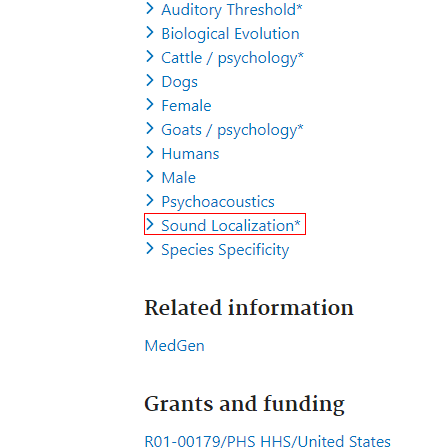 Auditory Threshold*
Biological Evolution
Cattle / psychology*
Dogs
Female
Goats / psychology*
Humans
Male
Psychoacoustics
Sound Localization*
Species Specificity
Related information
MedGen
Grants and funding
R01-00179/PHS HHS/United States